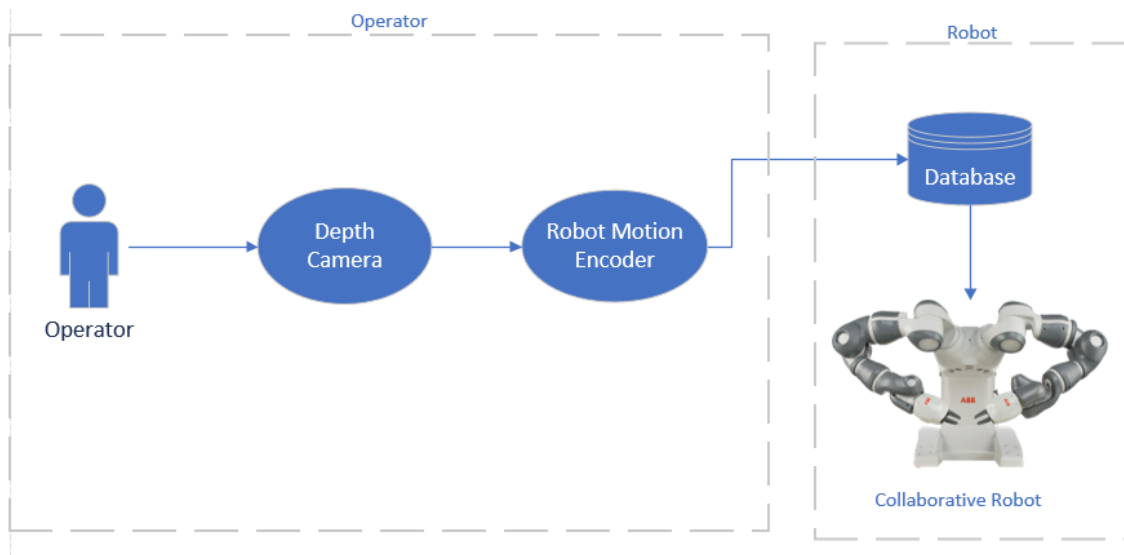 Operator
Robot
Database
Depth
Camera
Robot Motion
Encoder
Operator
ABB
Collaborative Robot